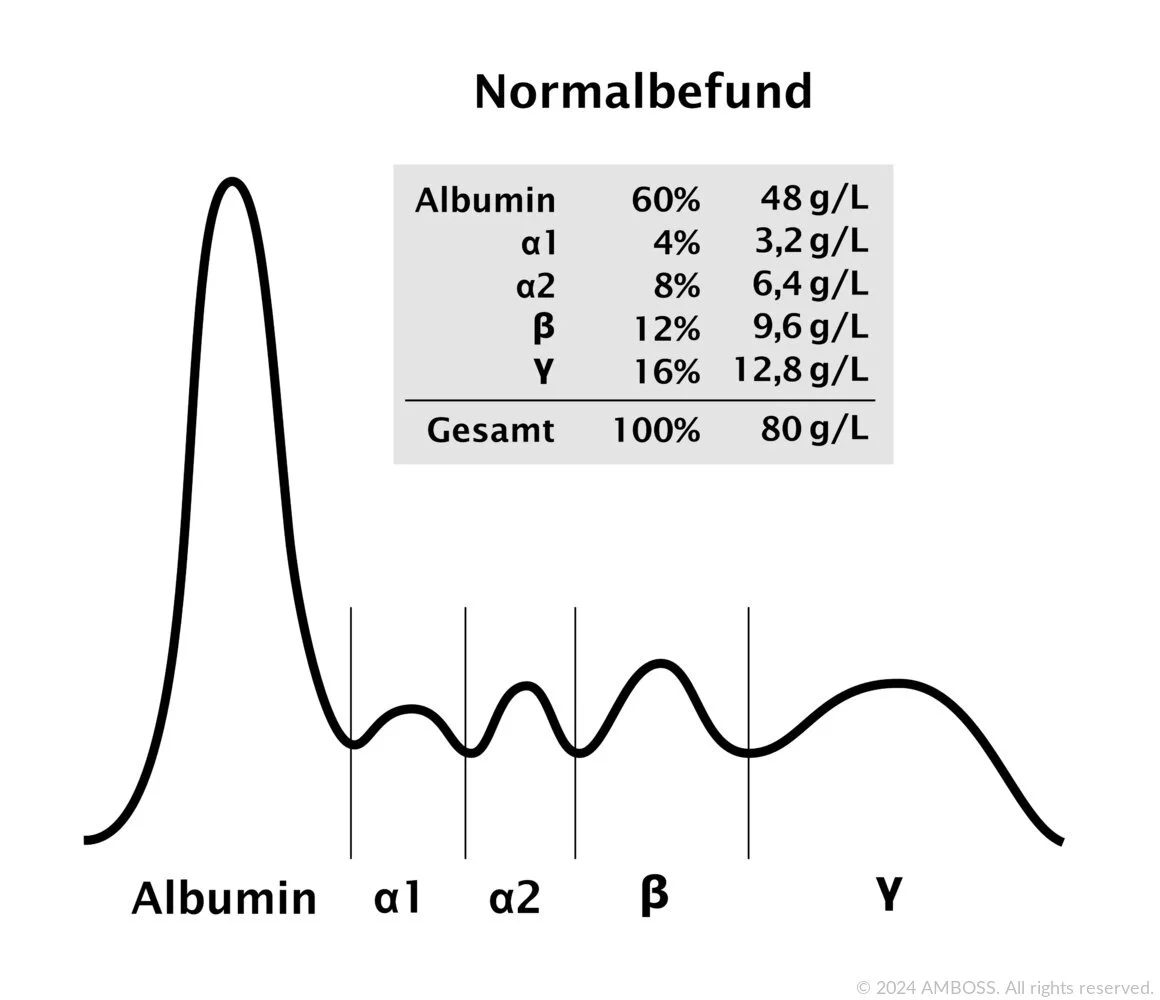 Normalbefund
Albumin 60% 48 g/L
α1 4% 3,2 g/L
α2 8% 6,4 g/L
β 12% 9,6 g/L
γ 16% 12,8 g/L
Gesamt 100% 80 g/L
Albumin α1 α2 β γ
© 2024 AMBOSS. All rights reserved.